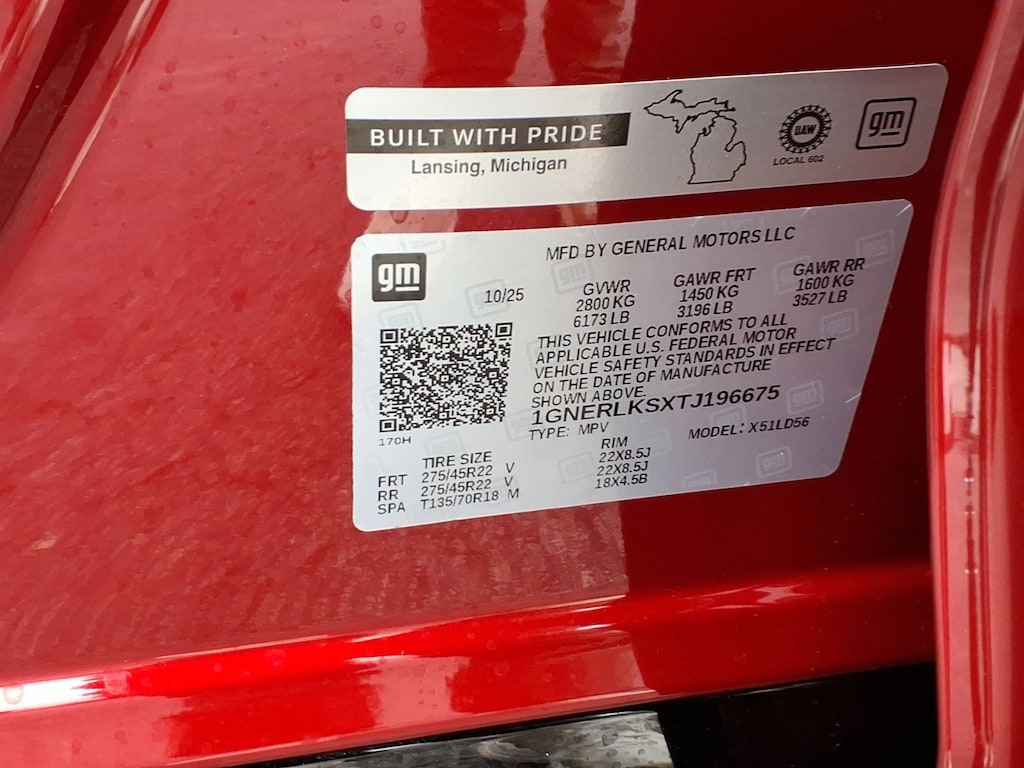 BUILT WITH PRIDE
Lansing, Michigan
UAW
LOCAL 602
gm
gm
MFD BY GENERAL MOTORS LLC
10/25
GVWR
2800 KG
6173 LB
GAWR FRT
1450 KG
3196 LB
GAWR RR
1600 KG
3527 LB
THIS VEHICLE CONFORMS TO ALL
APPLICABLE U.S. FEDERAL MOTOR
VEHICLE SAFETY STANDARDS IN EFFECT
ON THE DATE OF MANUFACTURE
SHOWN ABOVE.
1GNERLKSXTJ196675
TYPE: MPV MODEL: X51LD56
170H
TIRE SIZE RIM
FRT 275/45R22 V 22X8.5J
RR 275/45R22 V 22X8.5J
SPA T135/70R18 M 18X4.5B